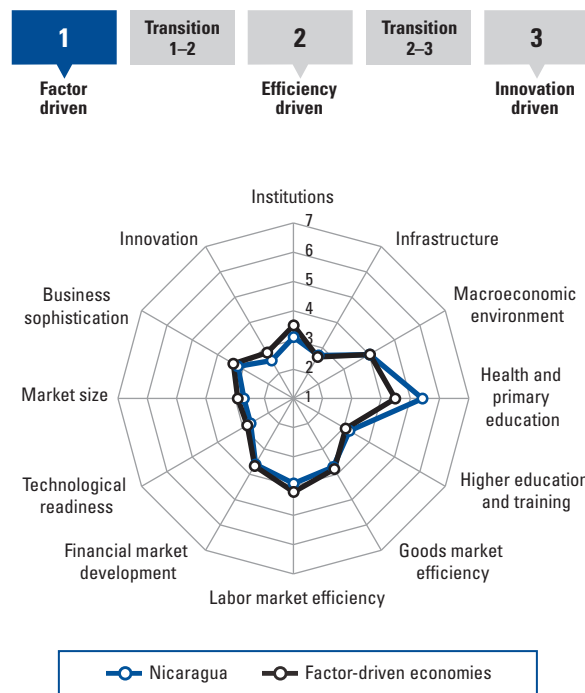 1
Transition
1–2
2
Transition
2–3
3
Factor
driven
Efficiency
driven
Innovation
driven
Institutions
7
Innovation
Infrastructure
6
5
Business
sophistication
Macroeconomic
environment
4
3
2
Market size
1
Health and
primary
education
Technological
readiness
Higher education
and training
Financial market
development
Goods market
efficiency
Labor market efficiency
Nicaragua
Factor-driven economies